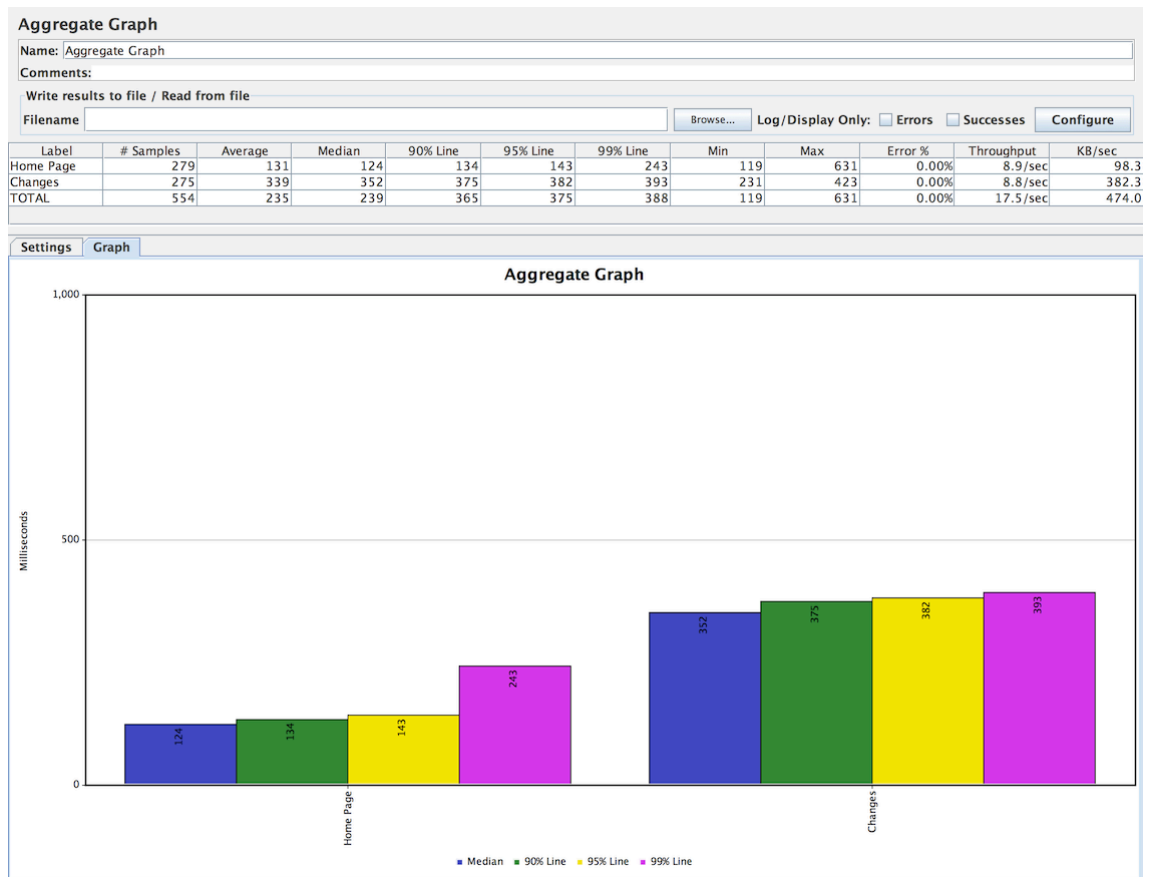 Aggregate Graph
Name: Aggregate Graph
Comments:
Write results to file / Read from file
Filename Browse... Log/Display Only: Errors Successes Configure
Label # Samples Average Median 90% Line 95% Line 99% Line Min Max Error % Throughput KB/sec
Home Page 279 131 124 134 143 243 119 631 0.00% 8.9/sec 98.3
Changes 275 339 352 375 382 393 231 423 0.00% 8.8/sec 382.3
TOTAL 554 235 239 365 375 388 119 631 0.00% 17.5/sec 474.0
Settings Graph
Aggregate Graph
1,000
Milliseconds
500
0
124 134 143 243 352 375 382 393
Home Page Changes
Median 90% Line 95% Line 99% Line